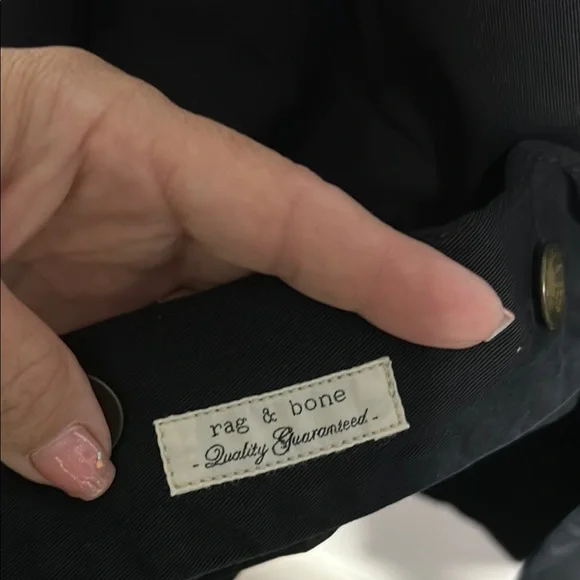 rag & bone
- Quality Guaranteed -